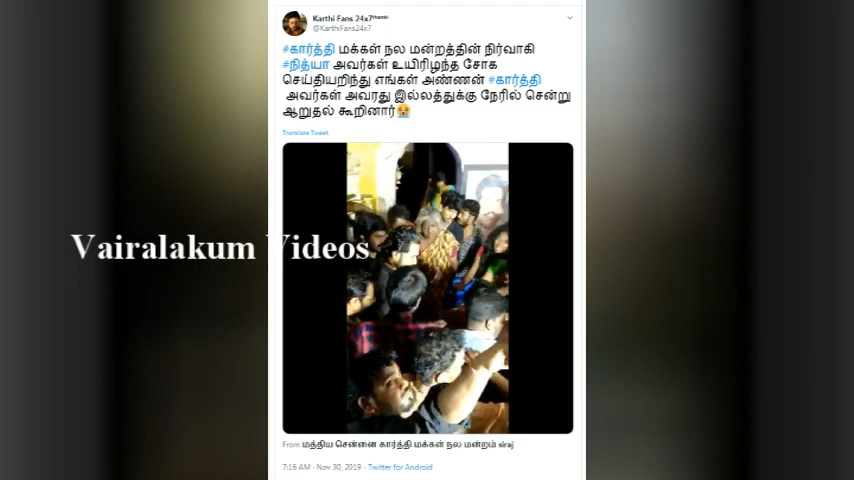 Karthi Fans 24x7
@KarthiFans24x7
#கார்த்தி மக்கள் நல மன்றத்தின் நிர்வாகி
#நித்யா அவர்கள் உயிரிழந்த சோக
செய்தியறிந்து எங்கள் அண்ணன் #கார்த்தி
அவர்கள் அவரது இல்லத்துக்கு நேரில் சென்று
ஆறுதல் கூறினார்😭
Translate Tweet
Vairalakum Videos
From மத்திய சென்னை கார்த்தி மக்கள் நல மன்றம் siraj
7:16 AM · Nov 30, 2019 · Twitter for Android